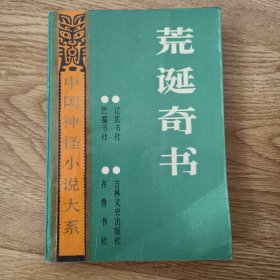 荒诞奇书
中国神怪小说大系
辽沈书社
吉林文史出版社
巴蜀书社
齐鲁书社